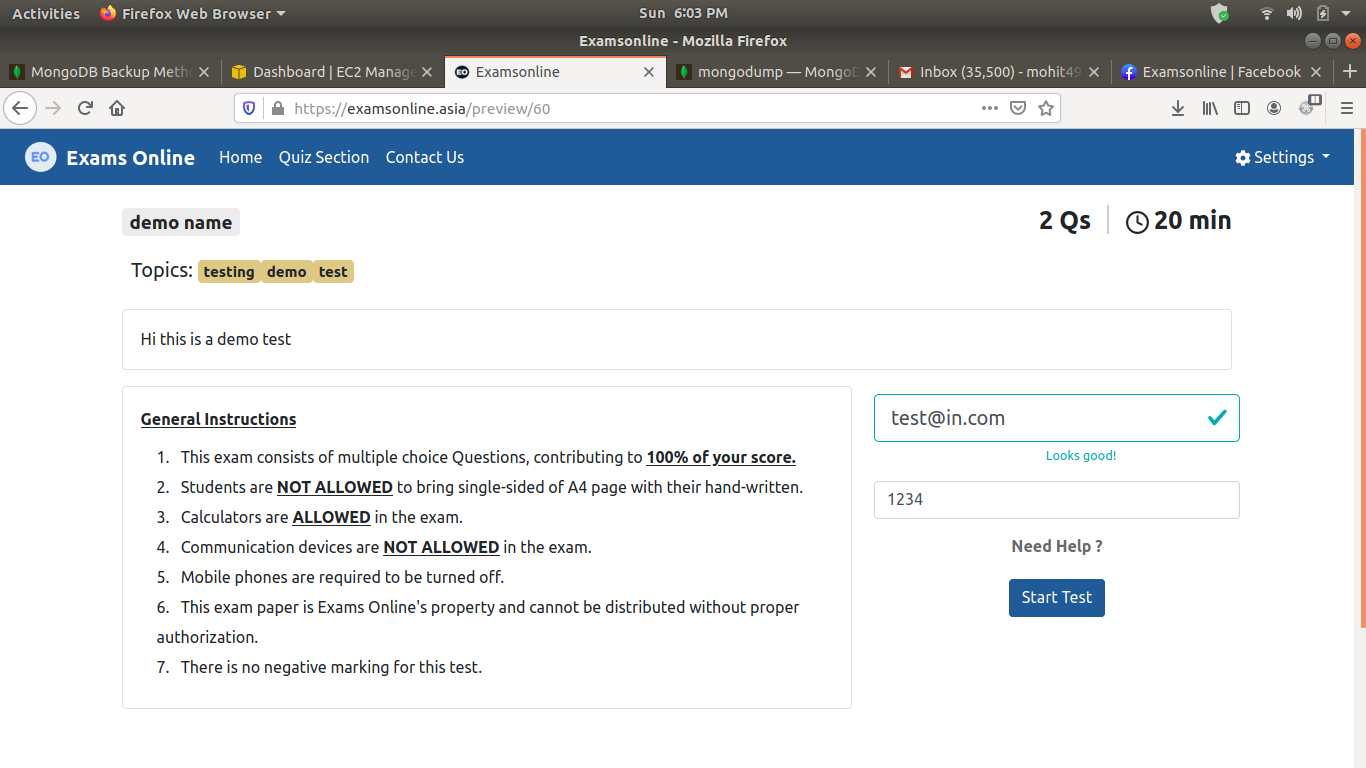 Activities Firefox Web Browser Sun 6:03 PM
Examsonline - Mozilla Firefox
MongoDB Backup Meth Dashboard | EC2 Manage Examsonline mongodump — MongoD Inbox (35,500) - mohit49 Examsonline | Facebook
https://examsonline.asia/preview/60
EO Exams Online Home Quiz Section Contact Us Settings
demo name 2 Qs 20 min
Topics: testing demo test
Hi this is a demo test
General Instructions
1. This exam consists of multiple choice Questions, contributing to 100% of your score.
2. Students are NOT ALLOWED to bring single-sided of A4 page with their hand-written.
3. Calculators are ALLOWED in the exam.
4. Communication devices are NOT ALLOWED in the exam.
5. Mobile phones are required to be turned off.
6. This exam paper is Exams Online's property and cannot be distributed without proper
authorization.
7. There is no negative marking for this test.
test@in.com
Looks good!
1234
Need Help ?
Start Test